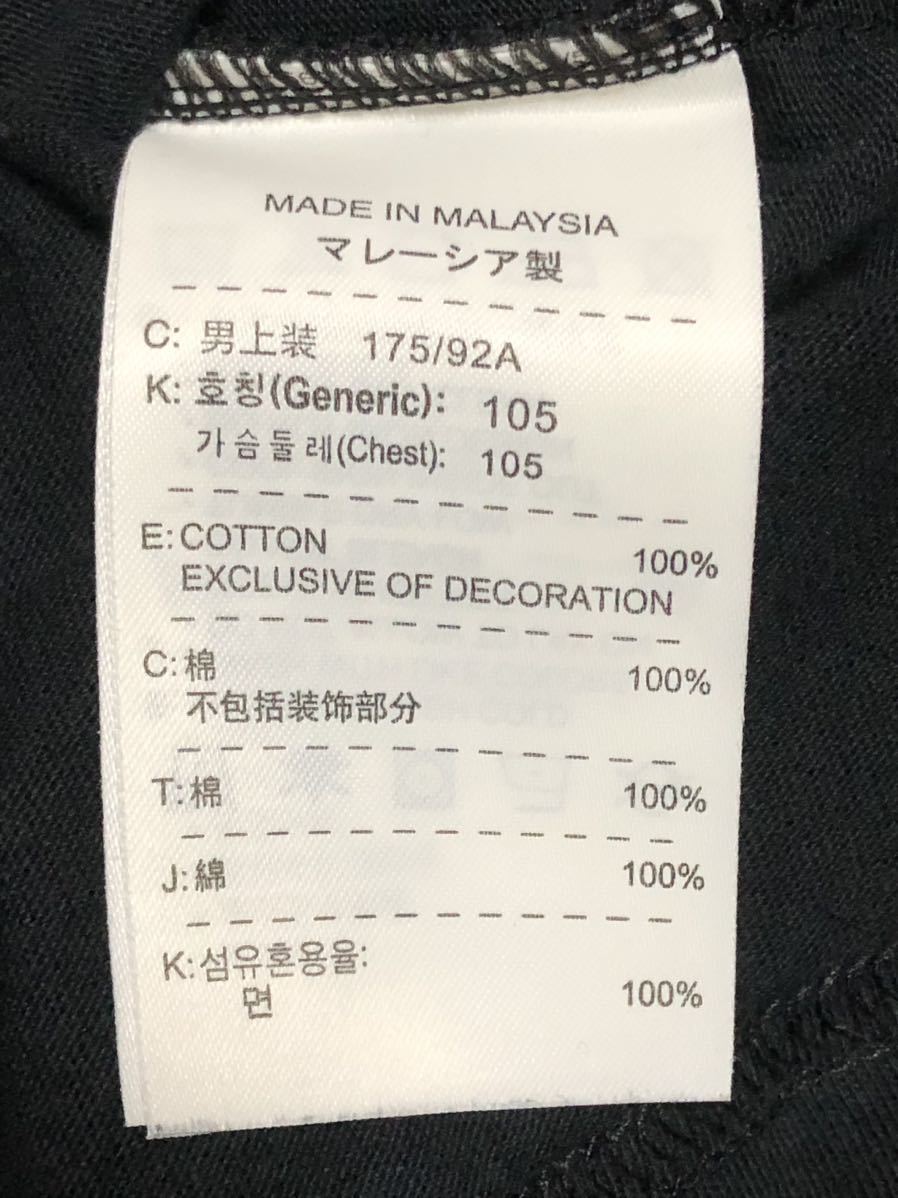 MADE IN MALAYSIA
マレーシア製
C: 男上装 175/92A
K: 호칭(Generic): 105
가슴둘레(Chest): 105
E: COTTON 100%
EXCLUSIVE OF DECORATION
C: 棉 100%
不包括装饰部分
T: 棉 100%
J: 綿 100%
K: 섬유혼용율:
면 100%